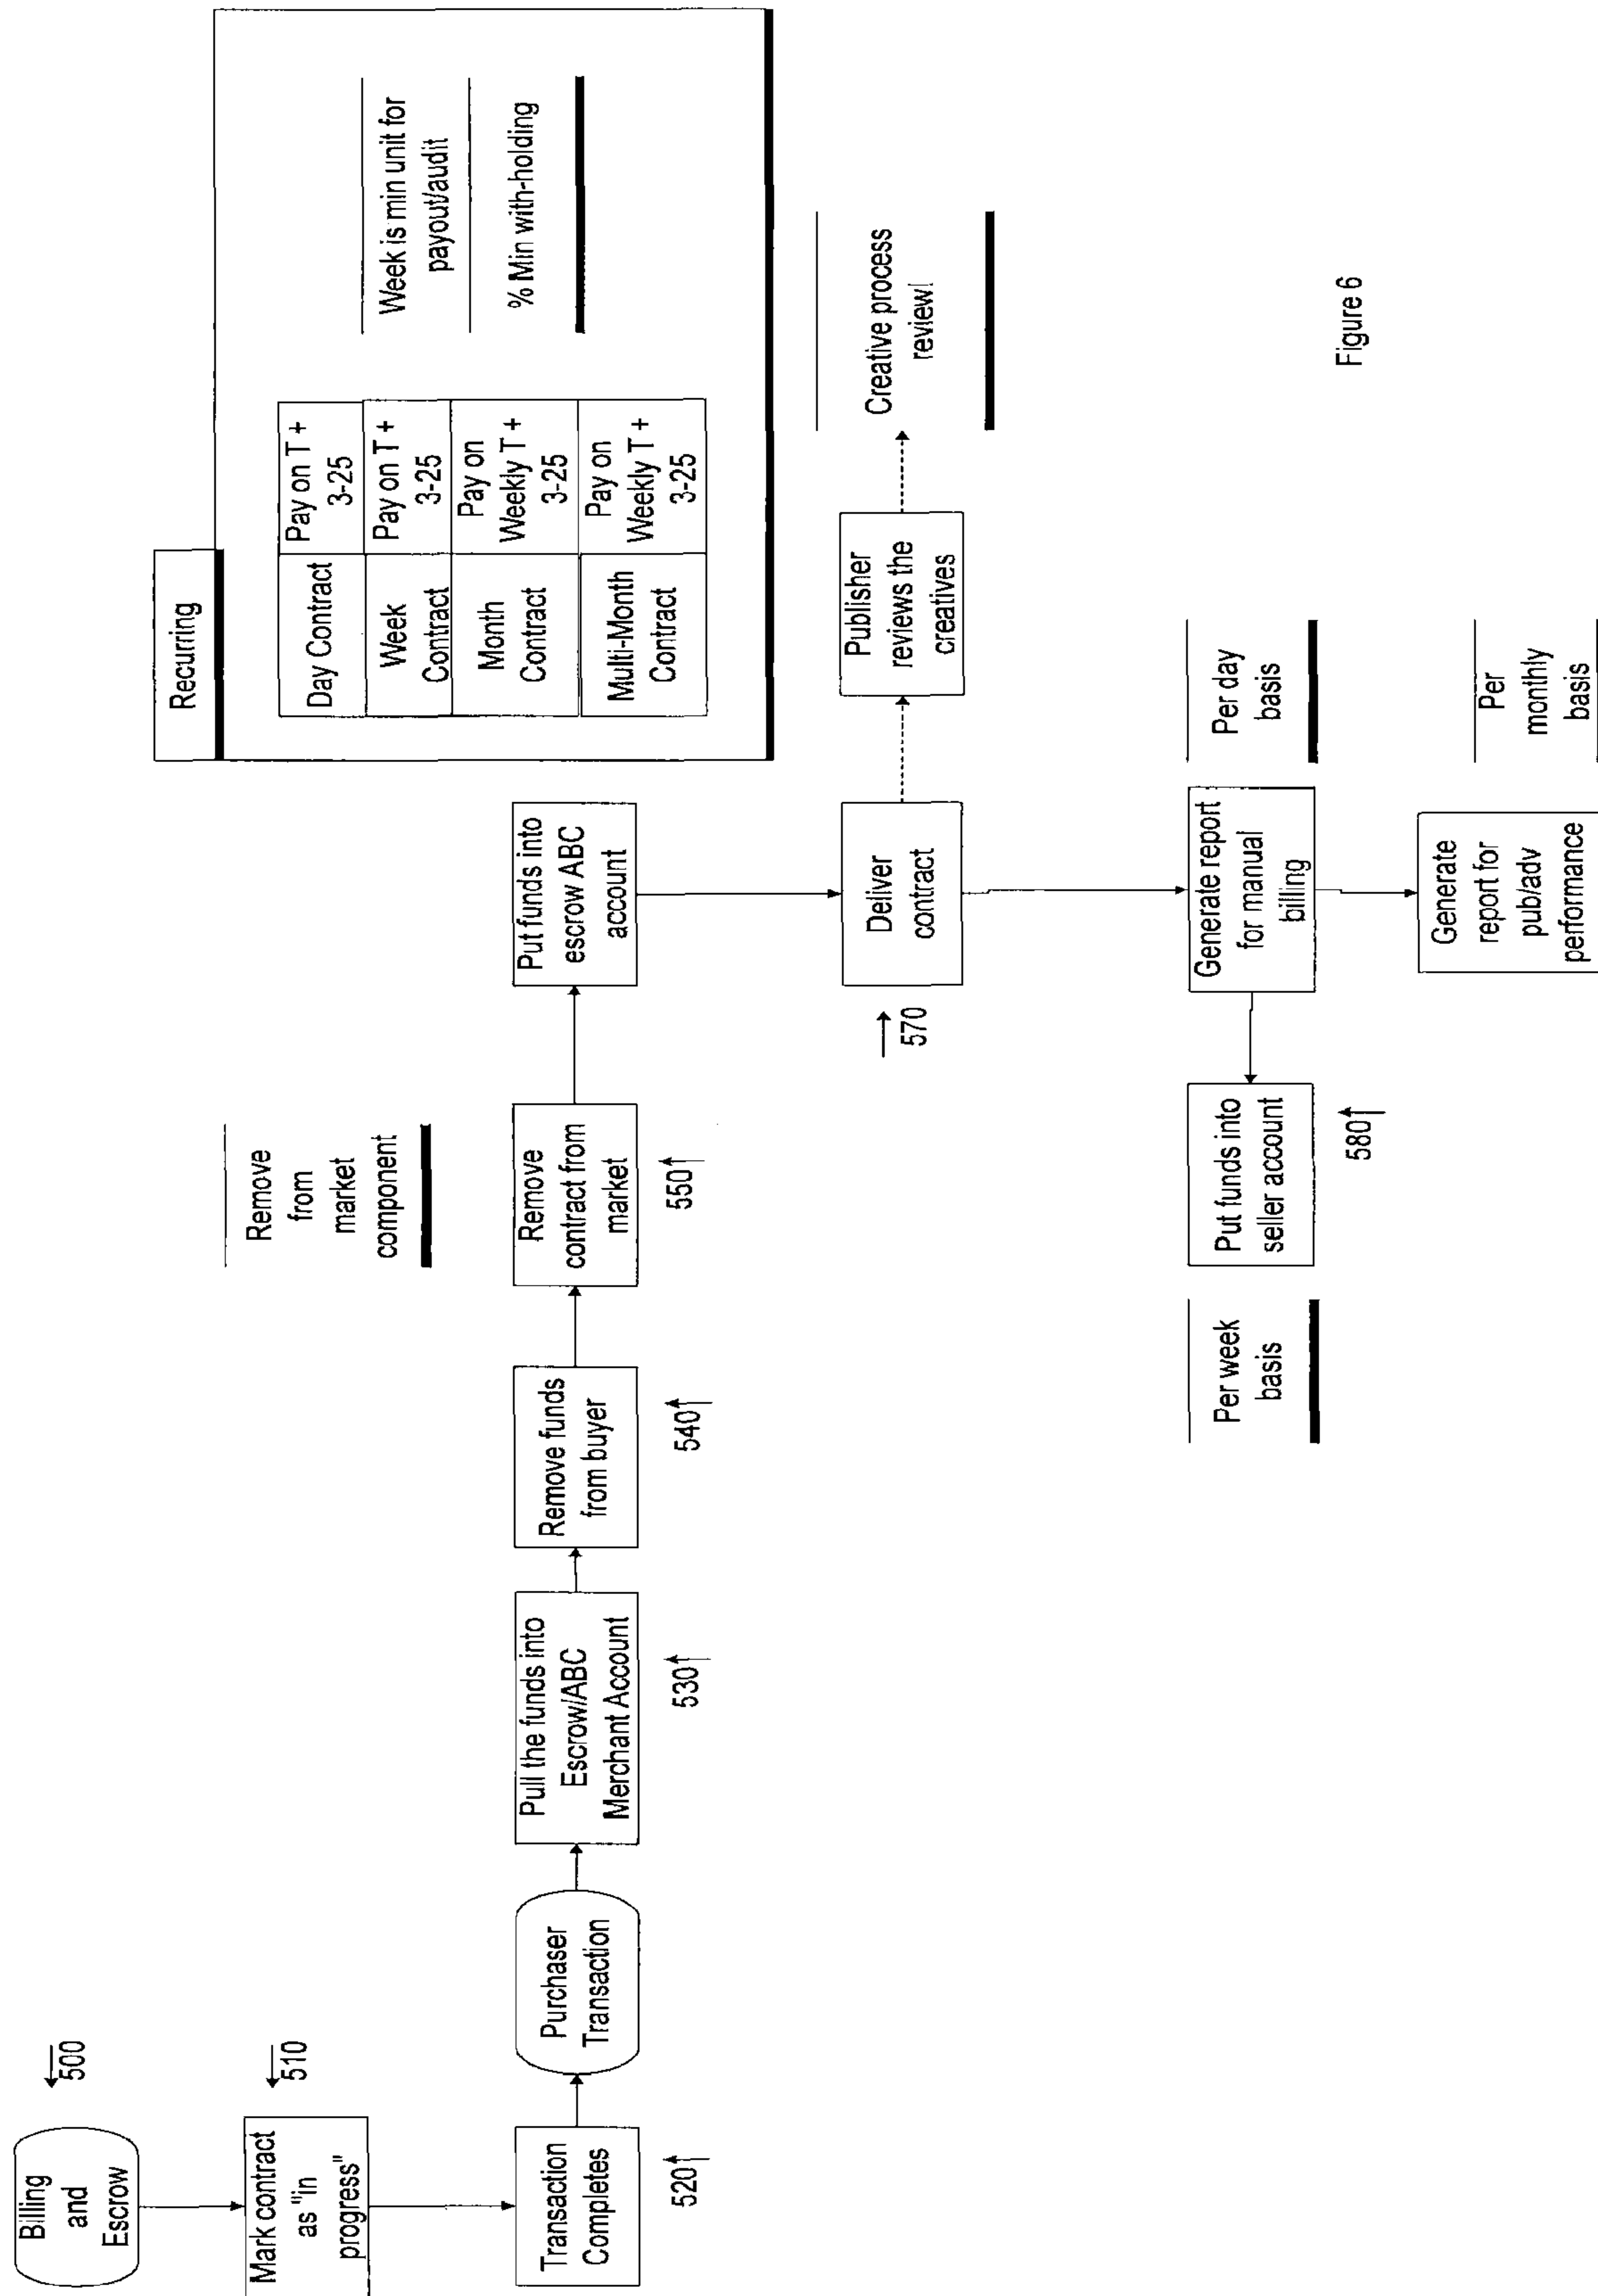 Billing
and
Escrow
500
Mark contract
as "in
progress"
510
Transaction
Completes
520
Purchaser
Transaction
Pull the funds into
Escrow/ABC
Merchant Account
530
Remove funds
from buyer
540
Remove
from
market
component
Remove
contract from
market
550
Put funds into
escrow ABC
account
Recurring
Day Contract
Pay on T +
3-25
Week
Contract
Pay on T +
3-25
Month
Contract
Pay on
Weekly T +
3-25
Multi-Month
Contract
Pay on
Weekly T +
3-25
Week is min unit for
payout/audit
% Min with-holding
Deliver
contract
570
Publisher
reviews the
creatives
Creative process
review
Generate report
for manual
billing
Per day
basis
Put funds into
seller account
580
Per week
basis
Generate
report for
pub/adv
performance
Per
monthly
basis
Figure 6